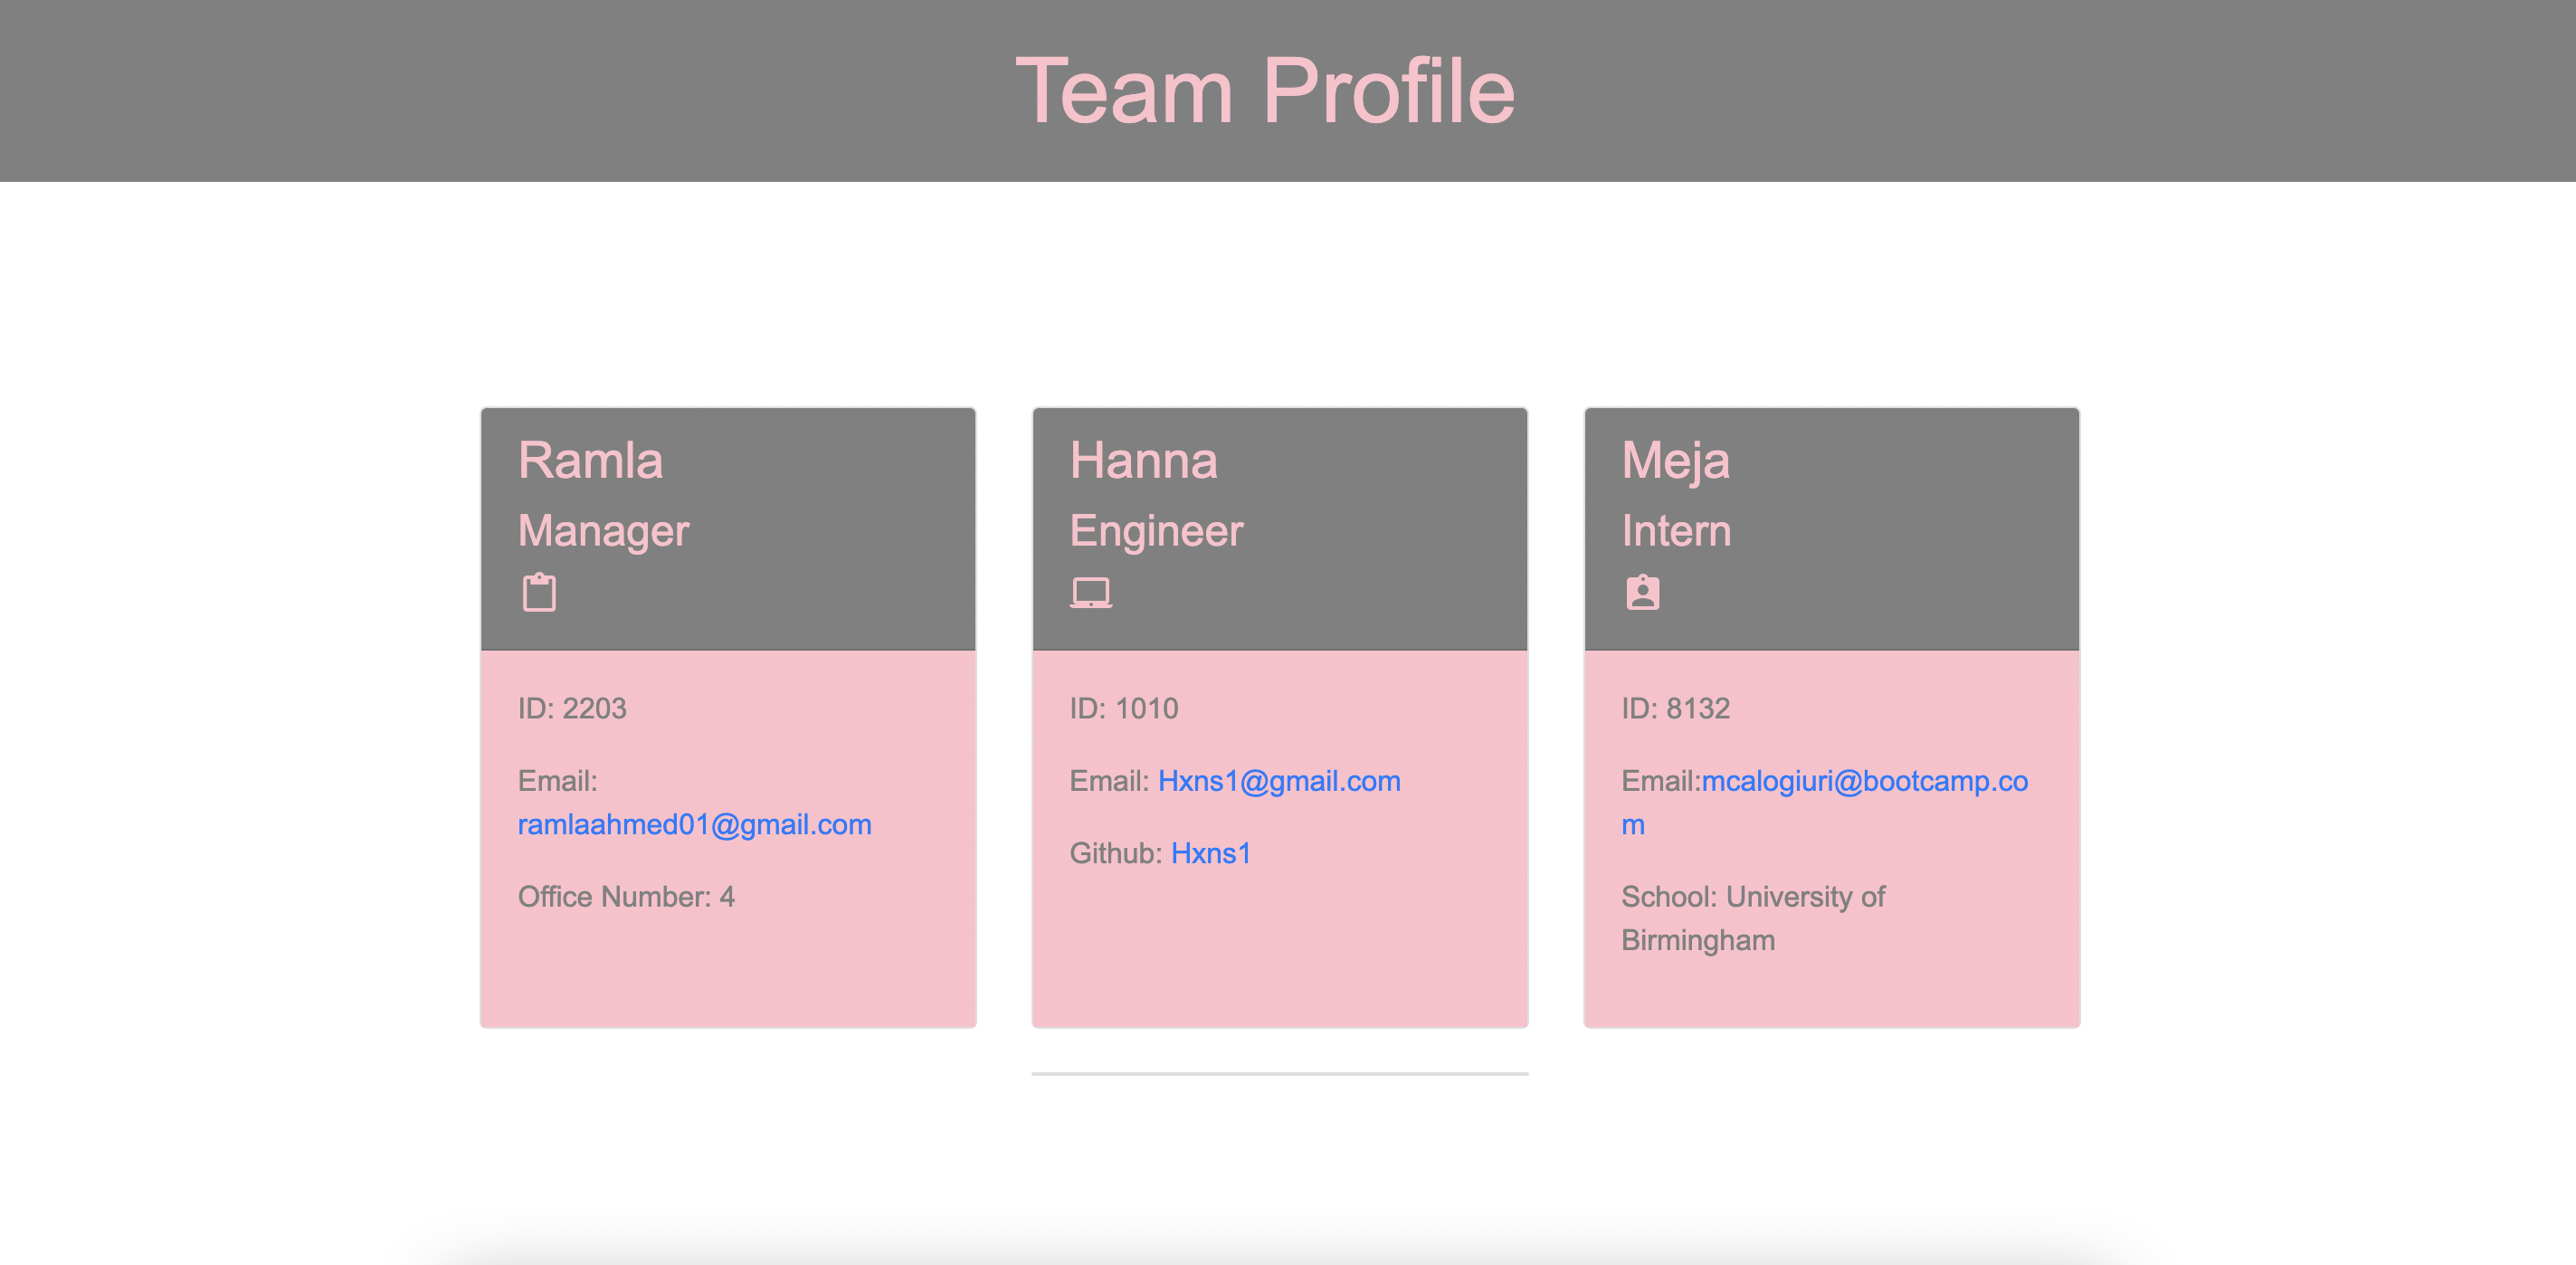 Team Profile
Ramla
Manager
ID: 2203
Email:
ramlaahmed01@gmail.com
Office Number: 4
Hanna
Engineer
ID: 1010
Email: Hxns1@gmail.com
Github: Hxns1
Meja
Intern
ID: 8132
Email:mcalogiuri@bootcamp.co
m
School: University of
Birmingham